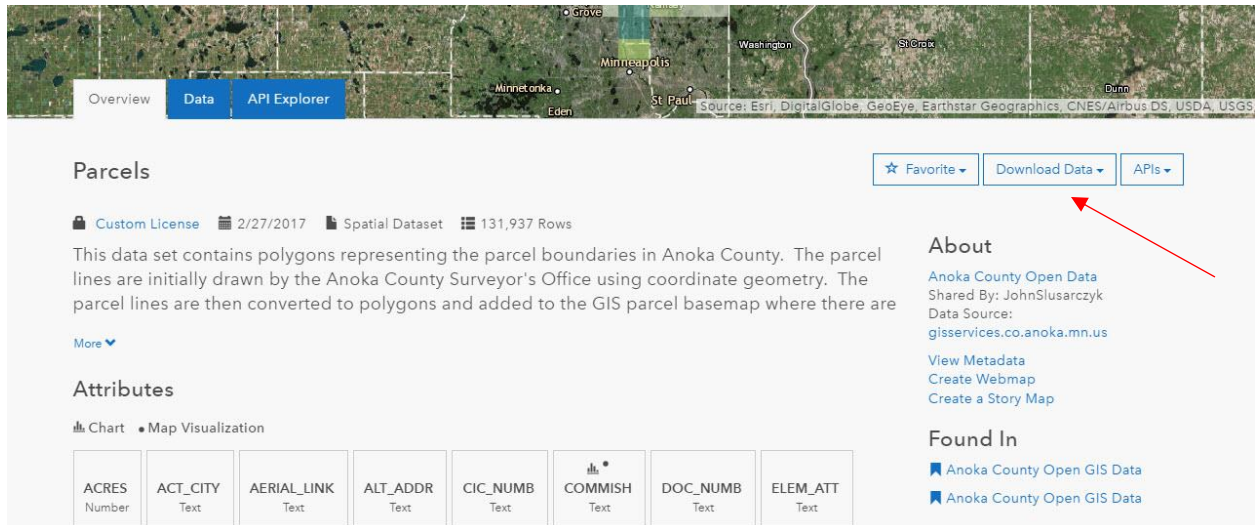 Grove
Washington
St Croix
Minneapolis
Minnetonka
St Paul
Dunn
Eden
Source: Esri, DigitalGlobe, GeoEye, Earthstar Geographics, CNES/Airbus DS, USDA, USGS
Overview Data API Explorer
Parcels
Favorite Download Data APIs
Custom License 2/27/2017 Spatial Dataset 131,937 Rows
This data set contains polygons representing the parcel boundaries in Anoka County. The parcel
lines are initially drawn by the Anoka County Surveyor's Office using coordinate geometry. The
parcel lines are then converted to polygons and added to the GIS parcel basemap where there are
More
Attributes
Chart Map Visualization
ACRES
Number
ACT_CITY
Text
AERIAL_LINK
Text
ALT_ADDR
Text
CIC_NUMB
Text
COMMISH
Text
DOC_NUMB
Text
ELEM_ATT
Text
About
Anoka County Open Data
Shared By: JohnSlusarczyk
Data Source:
gisservices.co.anoka.mn.us
View Metadata
Create Webmap
Create a Story Map
Found In
Anoka County Open GIS Data
Anoka County Open GIS Data